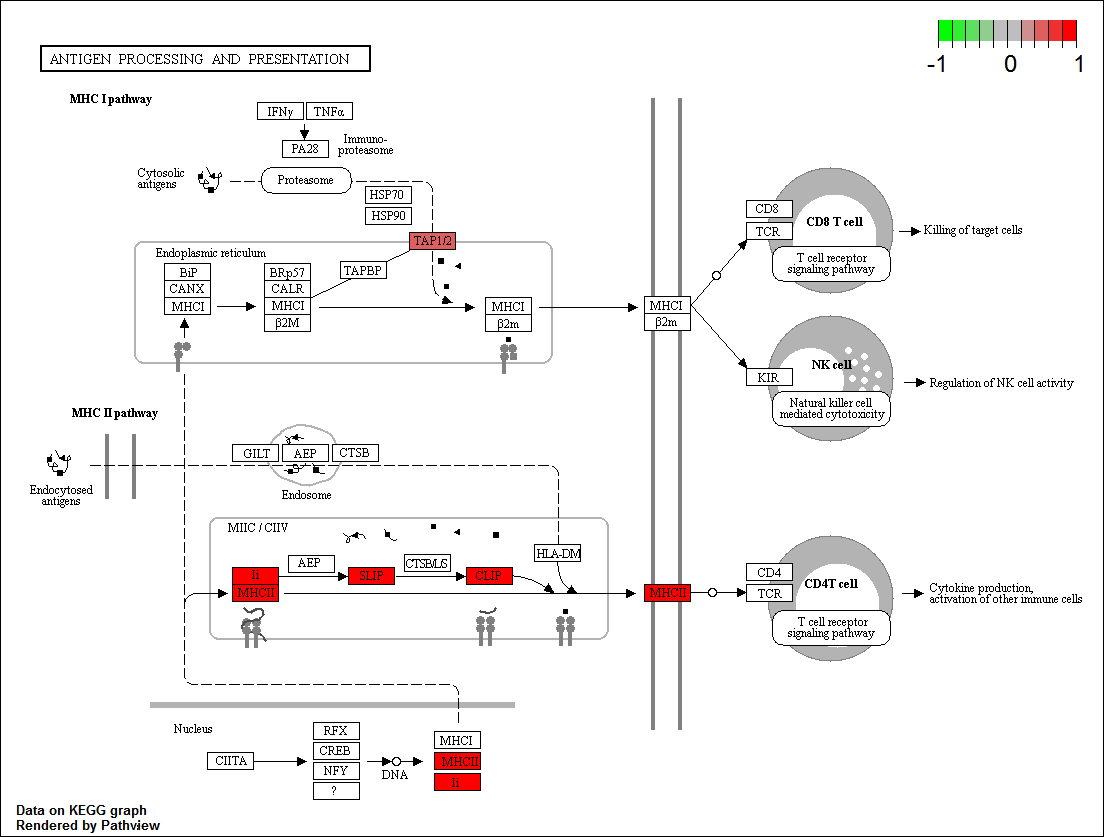 ANTIGEN PROCESSING AND PRESENTATION
-1 0 1
MHC I pathway
IFNγ TNFα
PA28
Immuno-
proteasome
Cytosolic
antigens
Proteasome
HSP70
HSP90
TAP1/2
Endoplasmic reticulum
BiP
CANX
MHCI
BRp57
CALR
MHCI
β2M
TAPBP
MHCI
β2m
MHCI
β2m
CD8
TCR
CD8 T cell
T cell receptor
signaling pathway
Killing of target cells
KIR
NK cell
Natural killer cell
mediated cytotoxicity
Regulation of NK cell activity
MHC II pathway
Endocytosed
antigens
GILT AEP CTSB
Endosome
MIIC / CIIV
Ii
MHCII
AEP
SLIP
CTSB/L/S
CLIP
HLA-DM
MHCII
CD4
TCR
CD4T cell
T cell receptor
signaling pathway
Cytokine production,
activation of other immune cells
Nucleus
CIITA
RFX
CREB
NFY
?
DNA
MHCI
MHCII
Ii
Data on KEGG graph
Rendered by Pathview